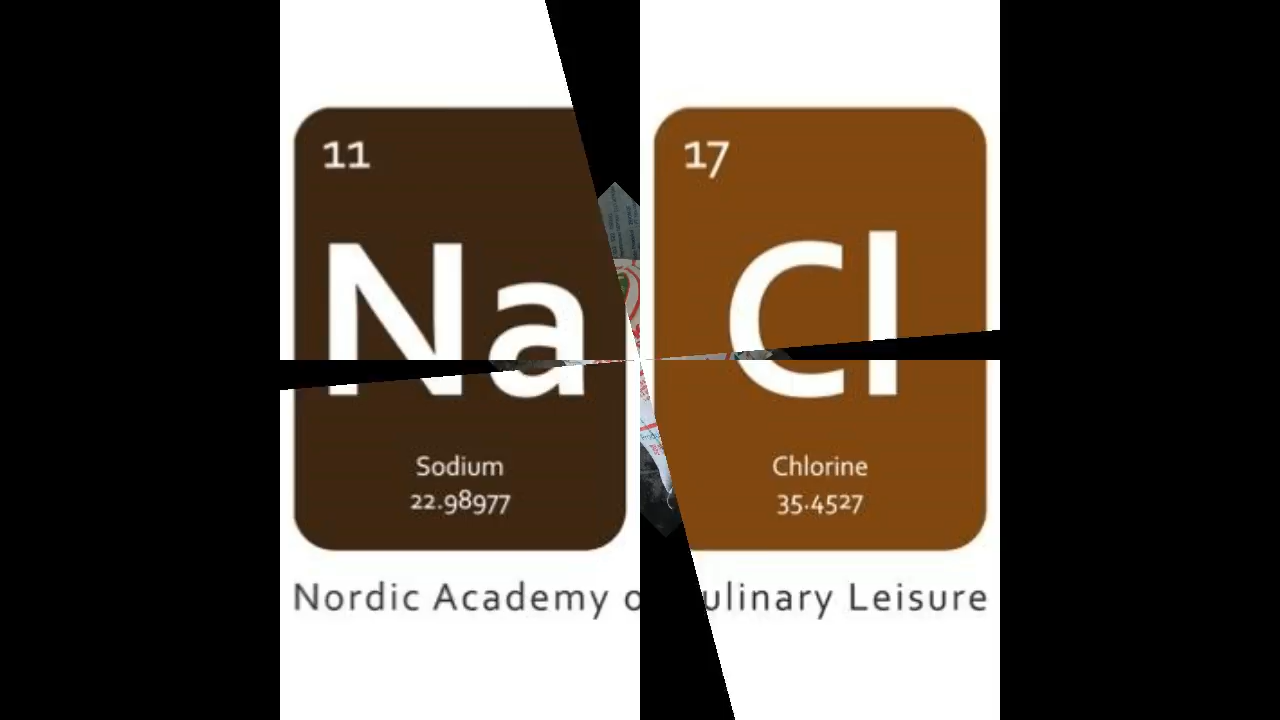 11 17
Na Cl
Sodium Chlorine
22.98977 35.4527
Nordic Academy o ulinary Leisure